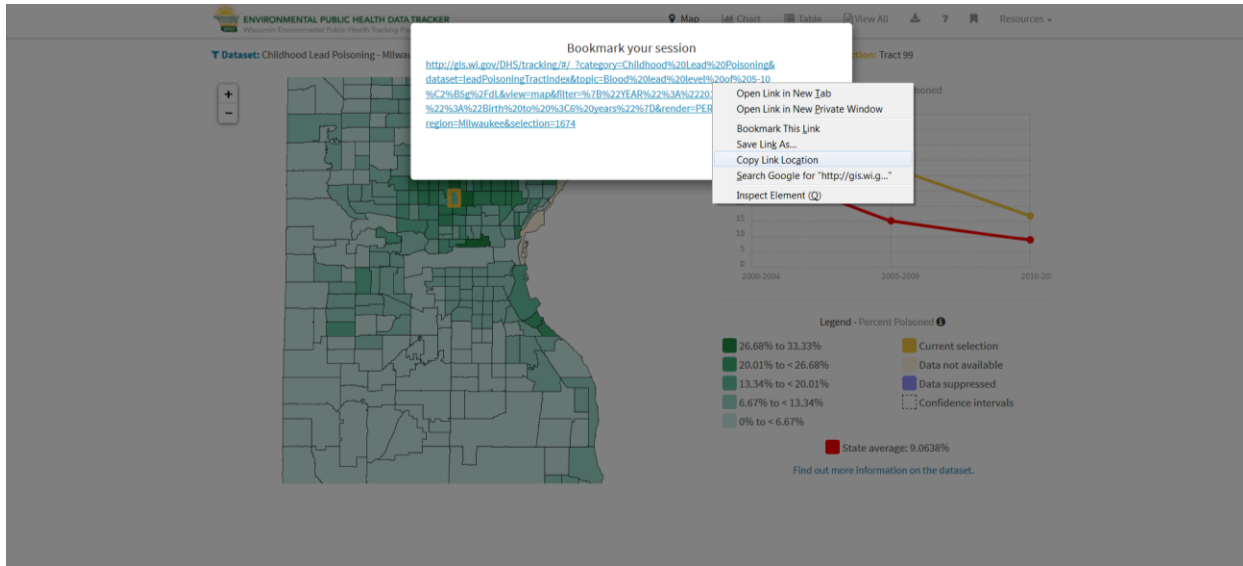 ENVIRONMENTAL PUBLIC HEALTH DATA TRACKER
Wisconsin Environmental Public Health Tracking
Map
Chart
Table
View All
?
Resources
Dataset: Childhood Lead Poisoning -
Tract 99
Bookmark your session
http://gis.wi.gov/DHS/tracking/#/_?category=Childhood%20Lead%20Poisoning&
dataset=leadPoisoningTractIndex&topic=Blood%20lead%20level%20of%205-10
%C2%B5g%2FdL&view=map&filter=%7B%22YEAR%22%3A%2220
%22%3A%22Birth%20to%20%3C6%20years%22%7D&render=PER
region=Milwaukee&selection=1674
Open Link in New Tab
Open Link in New Private Window
Bookmark This Link
Save Link As...
Copy Link Location
Search Google for "http://gis.wi.g..."
Inspect Element (Q)
+
−
15
10
5
0
2000-2004
2005-2009
Legend - Percent Poisoned
26.68% to 33.33%
20.01% to < 26.68%
13.34% to < 20.01%
6.67% to < 13.34%
0% to < 6.67%
Current selection
Data not available
Data suppressed
Confidence intervals
State average: 9.0638%
Find out more information on the dataset.